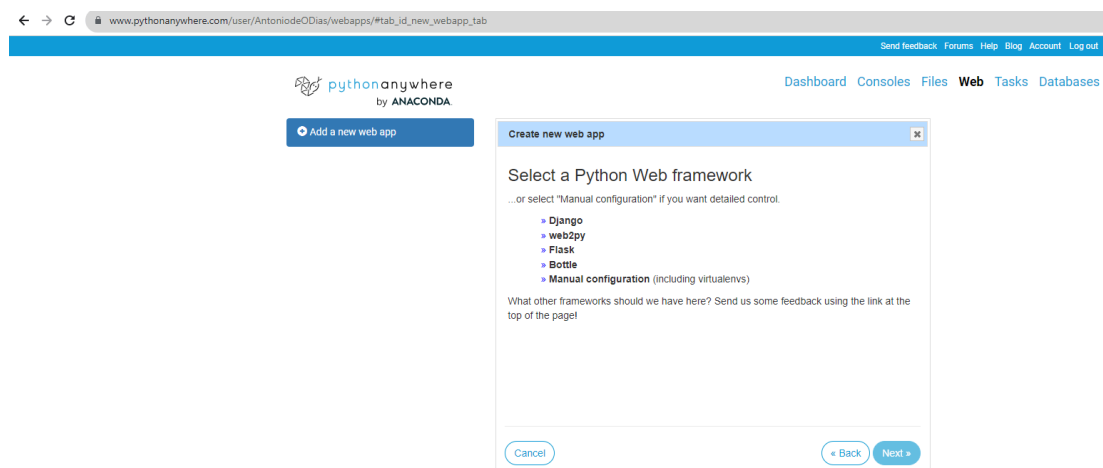 www.pythonanywhere.com/user/AntoniodeODias/webapps/#tab_id_new_webapp_tab
Send feedback Forums Help Blog Account Log out
pythonanywhere
by ANACONDA.
Dashboard Consoles Files Web Tasks Databases
Add a new web app
Create new web app
Select a Python Web framework
...or select "Manual configuration" if you want detailed control.
» Django
» web2py
» Flask
» Bottle
» Manual configuration (including virtualenvs)
What other frameworks should we have here? Send us some feedback using the link at the
top of the page!
Cancel
« Back Next »